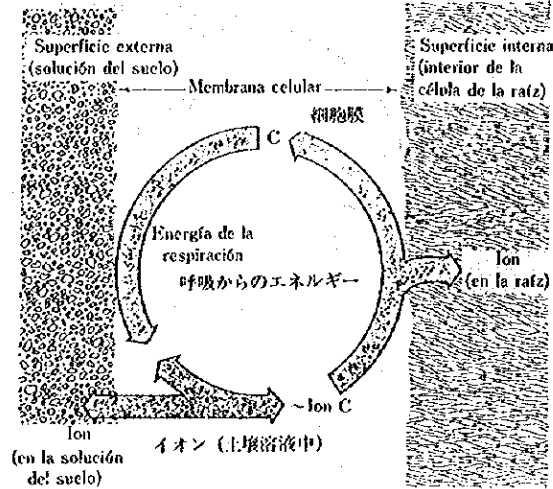 Superficie externa
(solución del suelo)
Superficie interna
(interior de la
célula de la raíz)
Membrana celular
細胞膜
C
Energía de la
respiración
呼吸からのエネルギー
Ion
(en la raíz)
~Ion C
Ion
(en la solución
del suelo)
イオン（土壌溶液中）